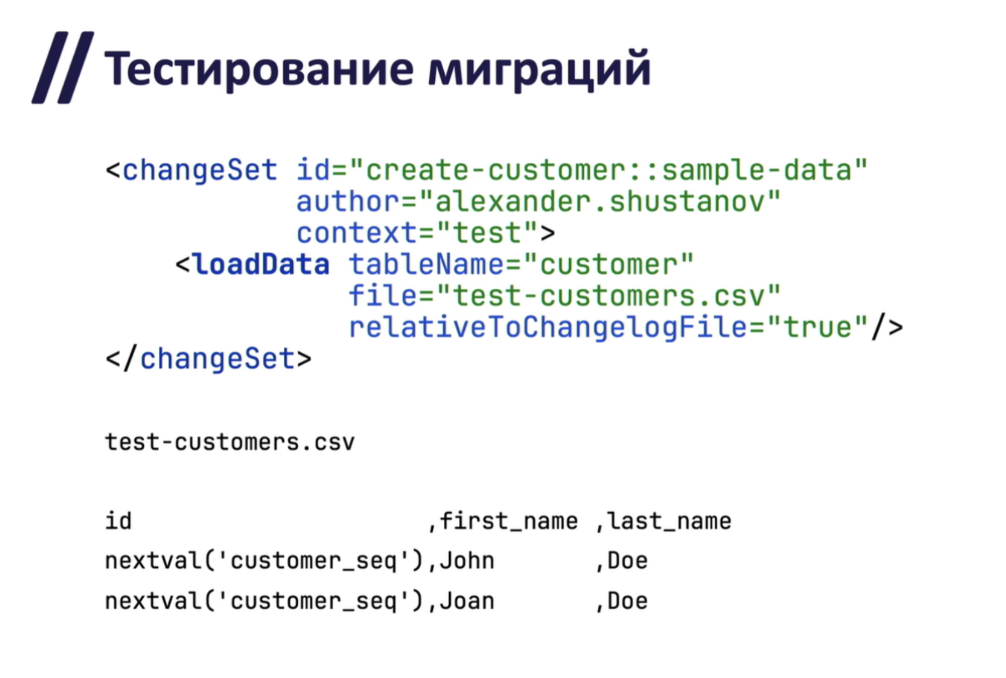 // Тестирование миграций
<changeSet id="create-customer::sample-data"
author="alexander.shustanov"
context="test">
<loadData tableName="customer"
file="test-customers.csv"
relativeToChangelogFile="true"/>
</changeSet>
test-customers.csv
id ,first_name ,last_name
nextval('customer_seq'),John ,Doe
nextval('customer_seq'),Joan ,Doe